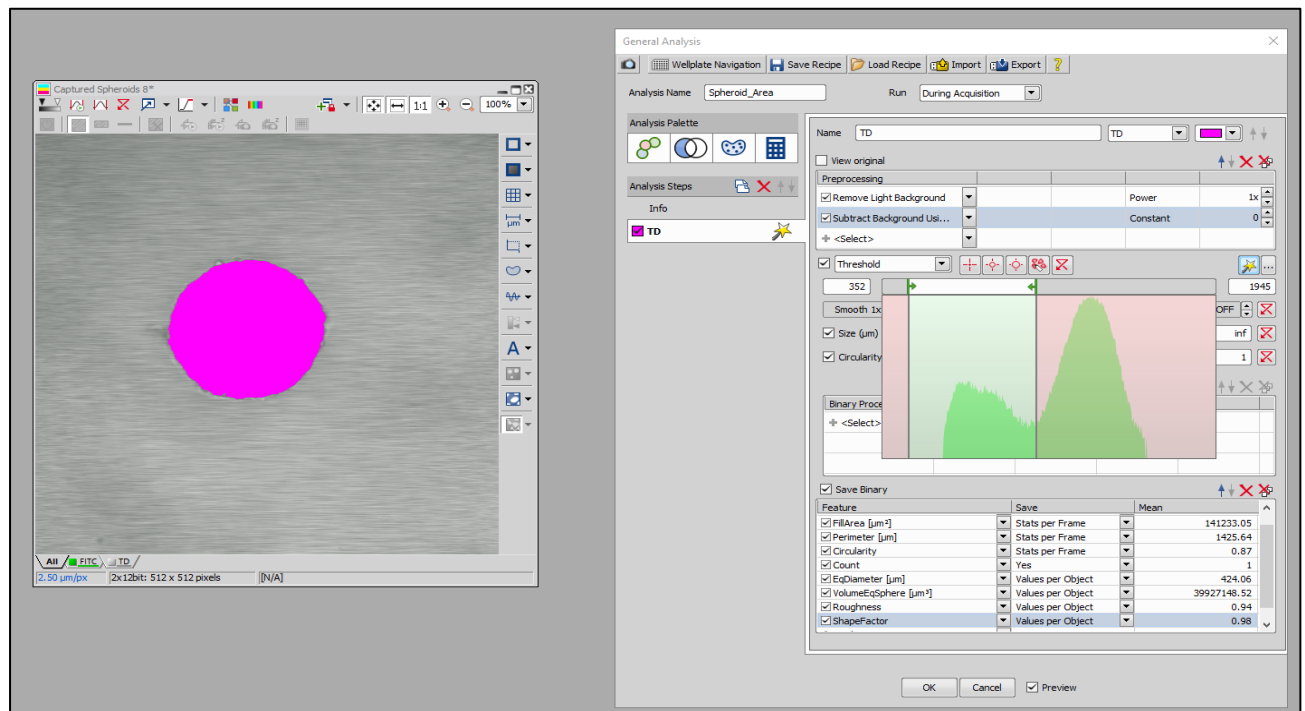 Captured Spheroids 8*
1:1
100%
µm
A
All FITC TD
2.50 µm/px 2x12bit: 512 x 512 pixels [N/A]
General Analysis
Wellplate Navigation Save Recipe Load Recipe Import Export ?
Analysis Name Spheroid_Area Run During Acquisition
Analysis Palette
Analysis Steps
Info
TD
Name TD TD
View original
Preprocessing
Remove Light Background Power 1x
Subtract Background Usi... Constant 0
<Select>
Threshold ...
352 1945
Smooth 1x OFF
Size (µm) inf
Circularity 1
Binary Proce
<Select>
Save Binary
Feature Save Mean
FillArea [µm²] Stats per Frame 141233.05
Perimeter [µm] Stats per Frame 1425.64
Circularity Stats per Frame 0.87
Count Yes 1
EqDiameter [µm] Values per Object 424.06
VolumeEqSphere [µm³] Values per Object 39927148.52
Roughness Values per Object 0.94
ShapeFactor Values per Object 0.98
OK Cancel Preview